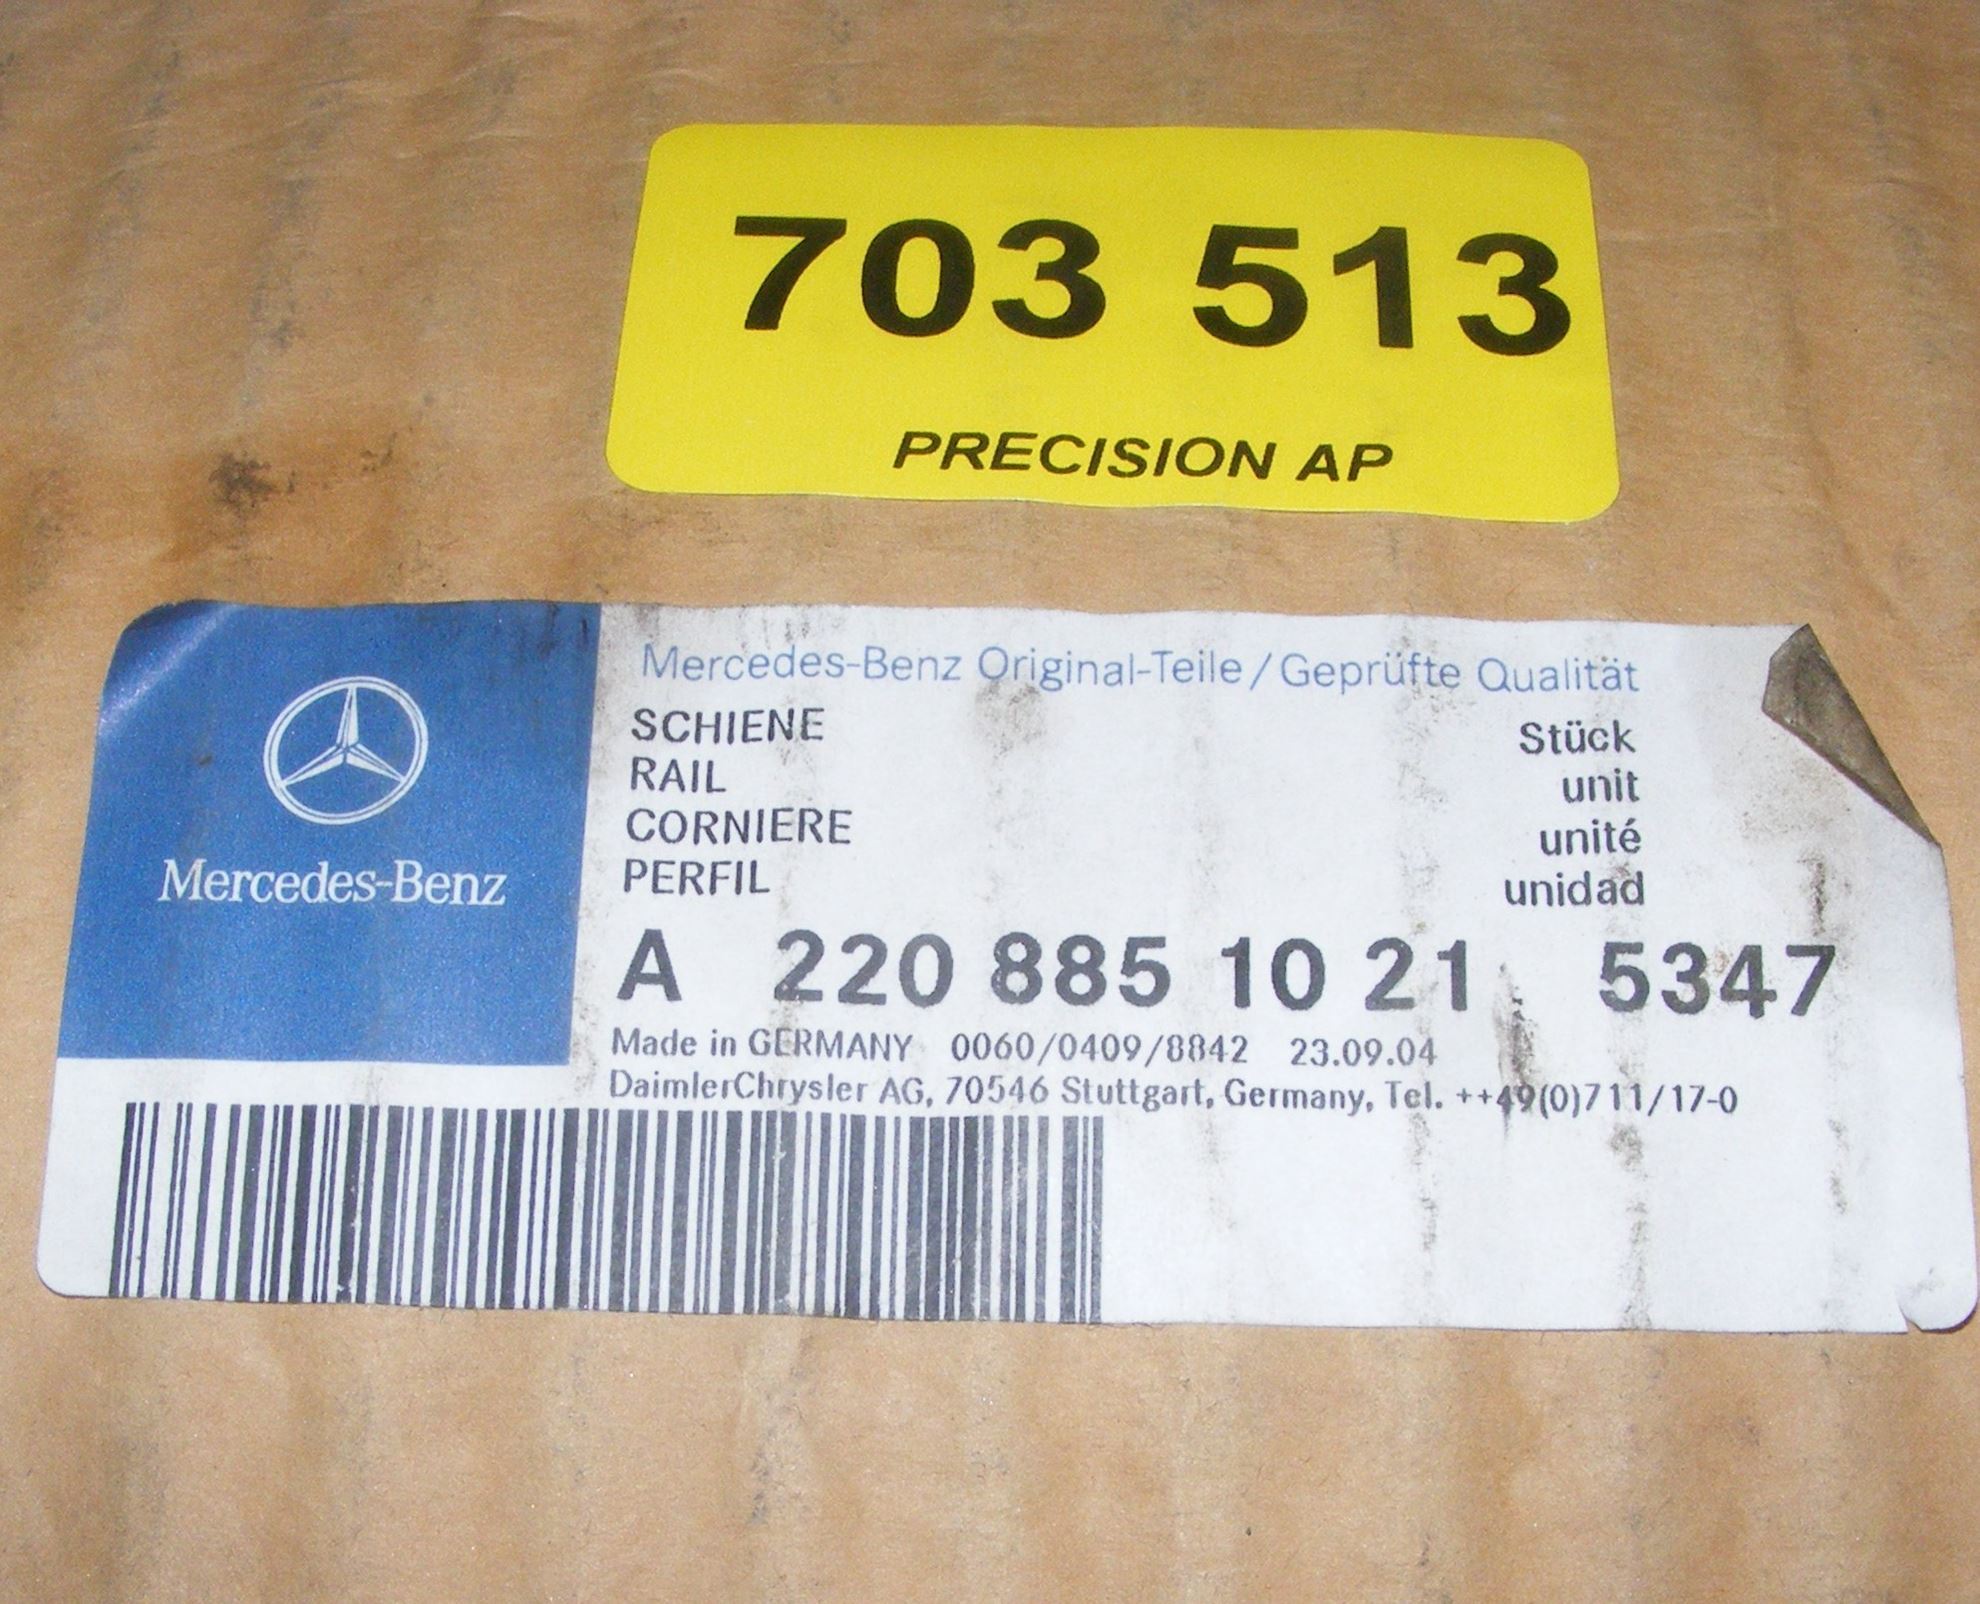 703 513
PRECISION AP
Mercedes-Benz
Mercedes-Benz Original-Teile/Geprüfte Qualität
SCHIENE Stück
RAIL unit
CORNIERE unité
PERFIL unidad
A 220 885 10 21 5347
Made in GERMANY 0060/0409/8842 23.09.04
DaimlerChrysler AG, 70546 Stuttgart, Germany, Tel. ++49(0)711/17-0